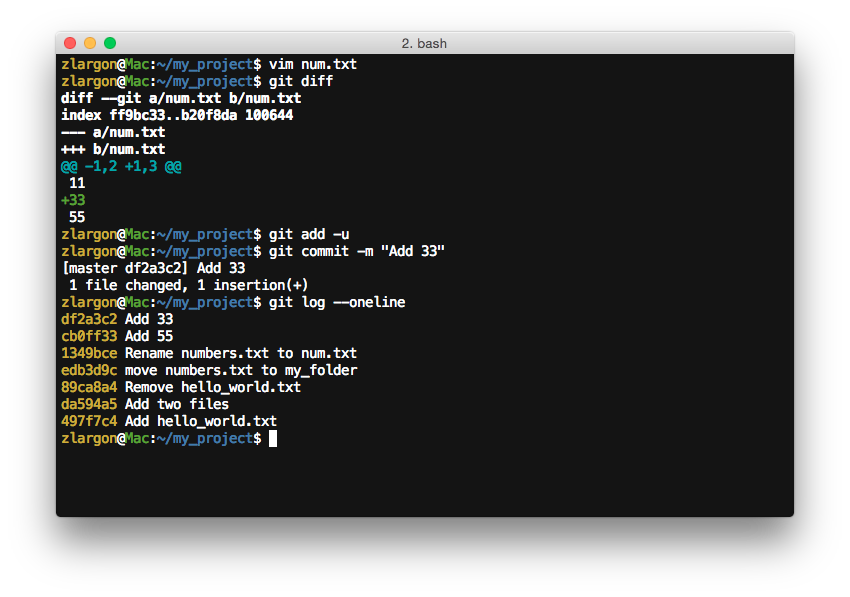 2. bash
zlargon@Mac:~/my_project$ vim num.txt
zlargon@Mac:~/my_project$ git diff
diff --git a/num.txt b/num.txt
index ff9bc33..b20f8da 100644
--- a/num.txt
+++ b/num.txt
@@ -1,2 +1,3 @@
 11
+33
 55
zlargon@Mac:~/my_project$ git add -u
zlargon@Mac:~/my_project$ git commit -m "Add 33"
[master df2a3c2] Add 33
 1 file changed, 1 insertion(+)
zlargon@Mac:~/my_project$ git log --oneline
df2a3c2 Add 33
cb0ff33 Add 55
1349bce Rename numbers.txt to num.txt
edb3d9c move numbers.txt to my_folder
89ca8a4 Remove hello_world.txt
da594a5 Add two files
497f7c4 Add hello_world.txt
zlargon@Mac:~/my_project$